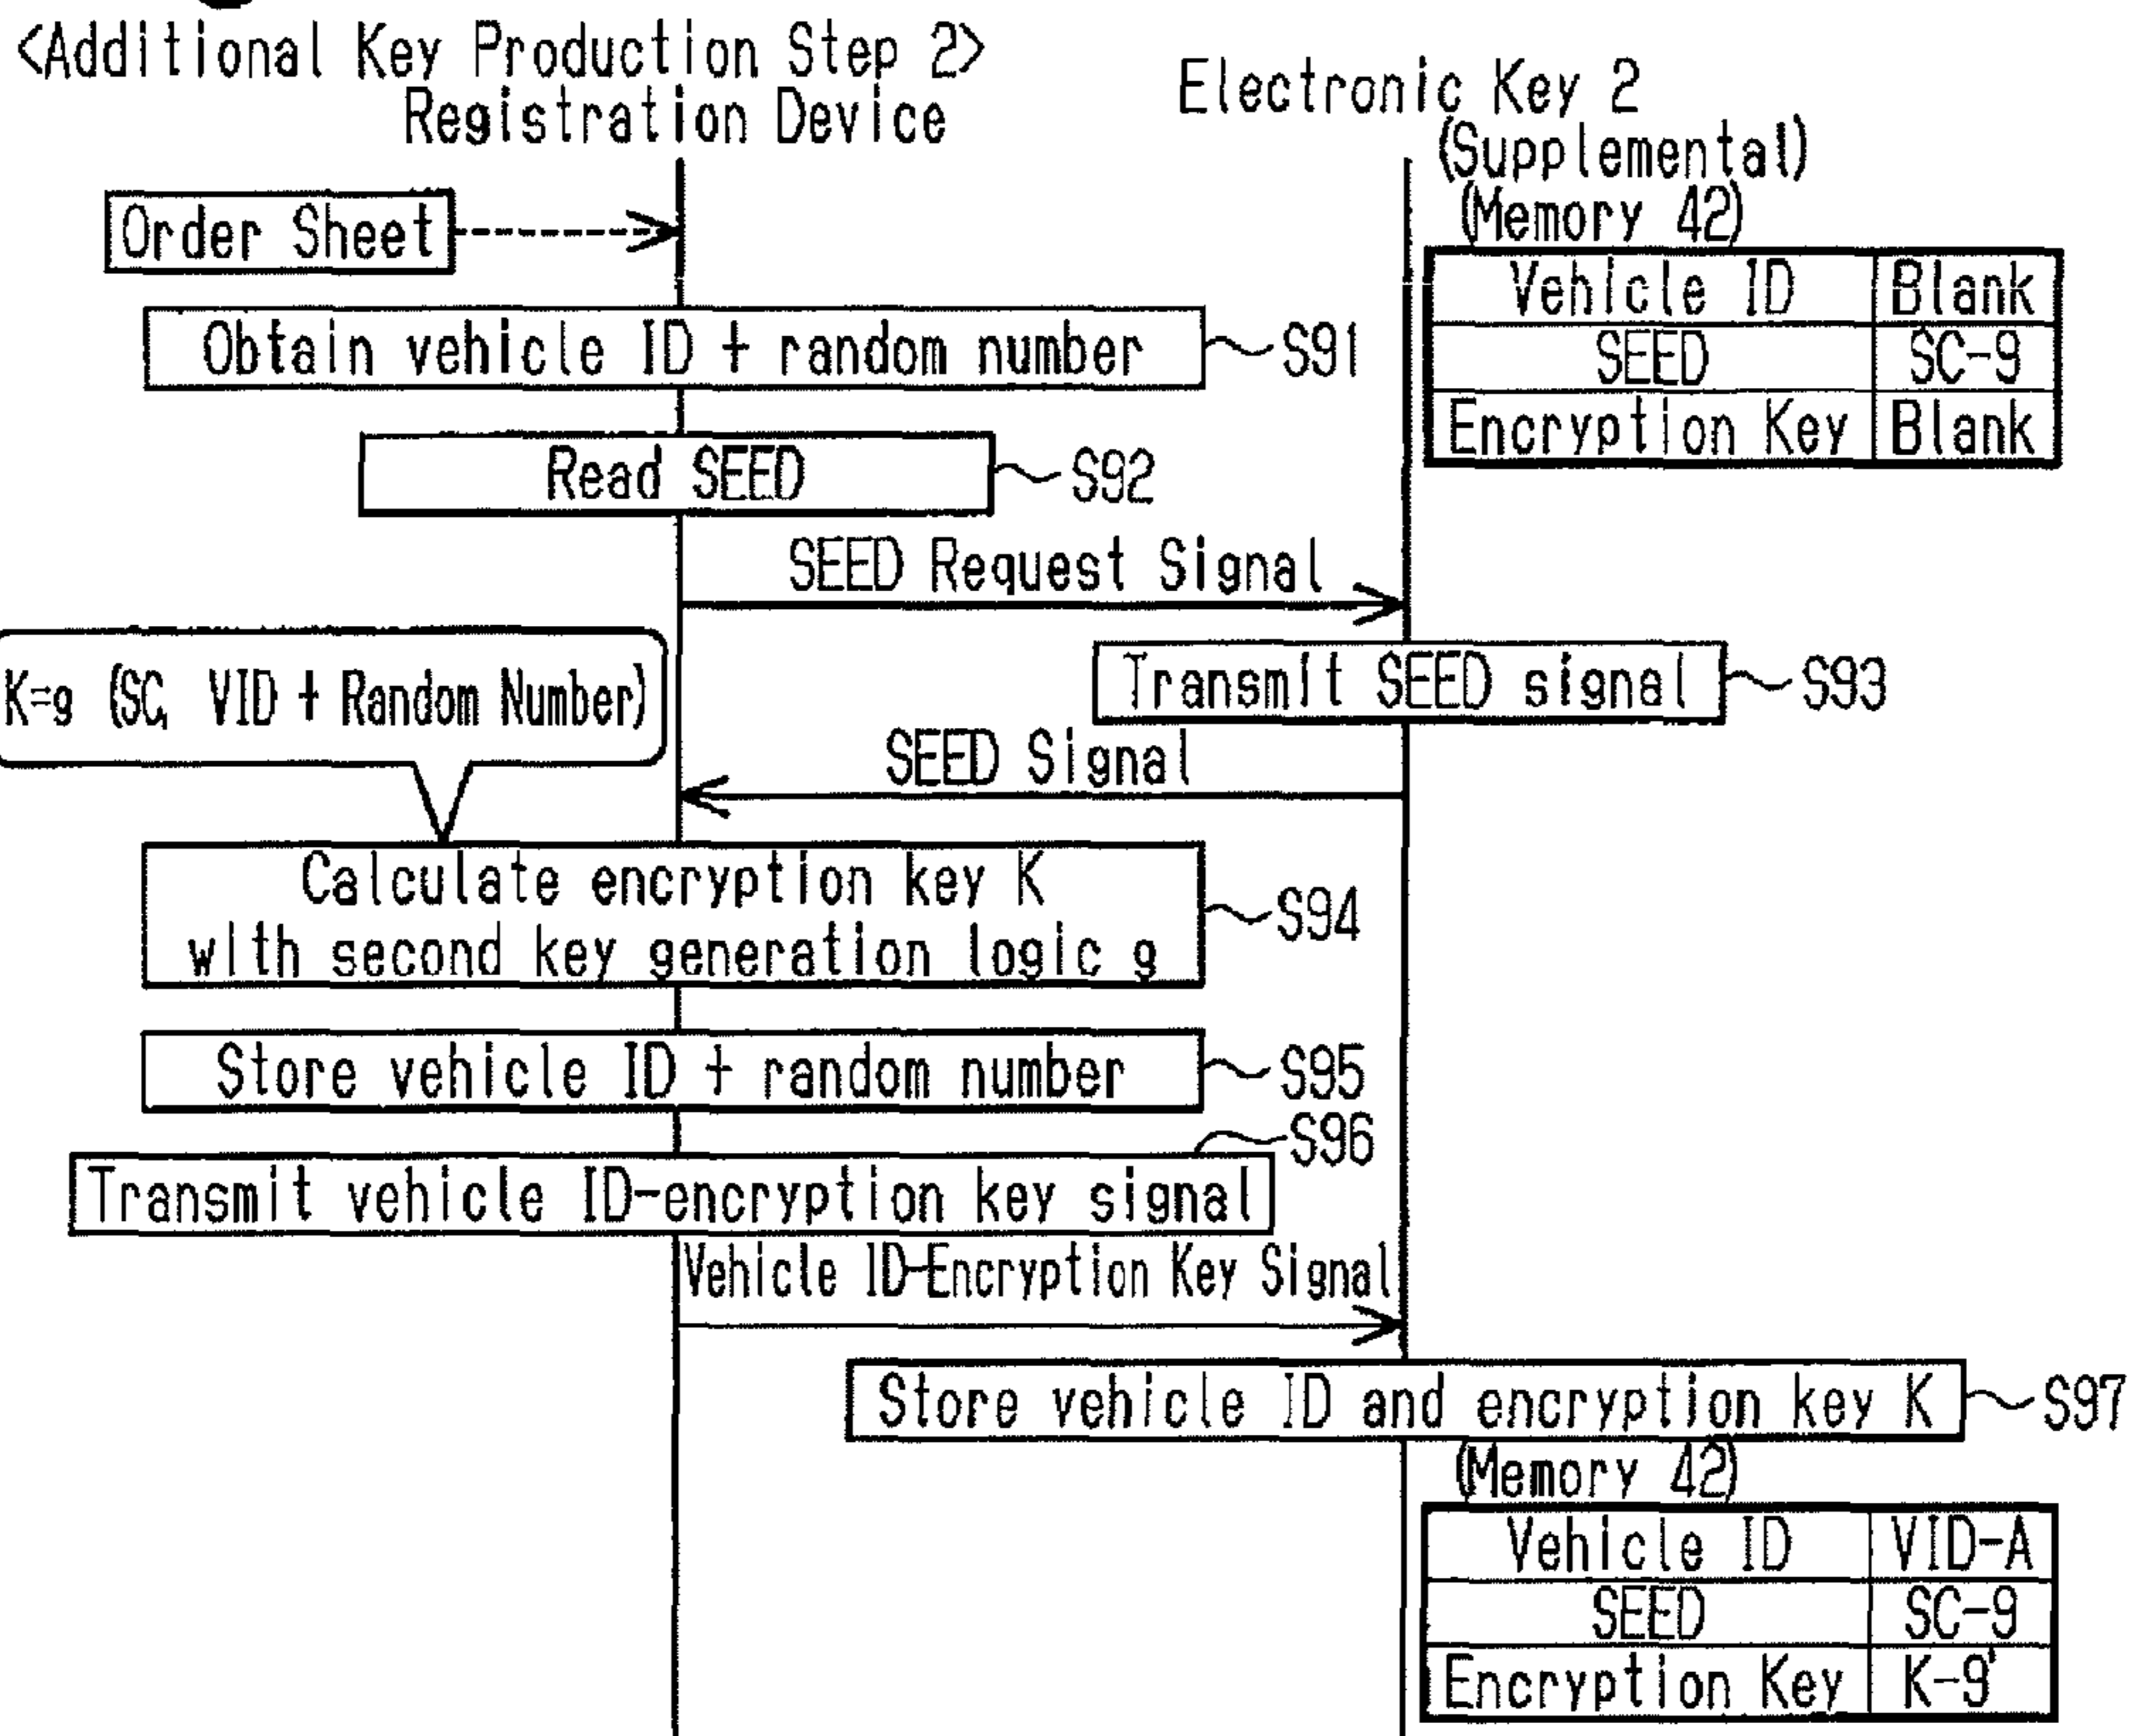 <Additional Key Production Step 2>
Registration Device
Electronic Key 2
(Supplemental)
(Memory 42)
Order Sheet
Vehicle ID Blank
SEED SC-9
Encryption Key Blank
Obtain vehicle ID + random number S91
Read SEED S92
SEED Request Signal
Transmit SEED signal S93
K=g (SC, VID + Random Number)
SEED Signal
Calculate encryption key K
with second key generation logic g S94
Store vehicle ID + random number S95
S96
Transmit vehicle ID-encryption key signal
Vehicle ID-Encryption Key Signal
Store vehicle ID and encryption key K S97
(Memory 42)
Vehicle ID VID-A
SEED SC-9
Encryption Key K-9'